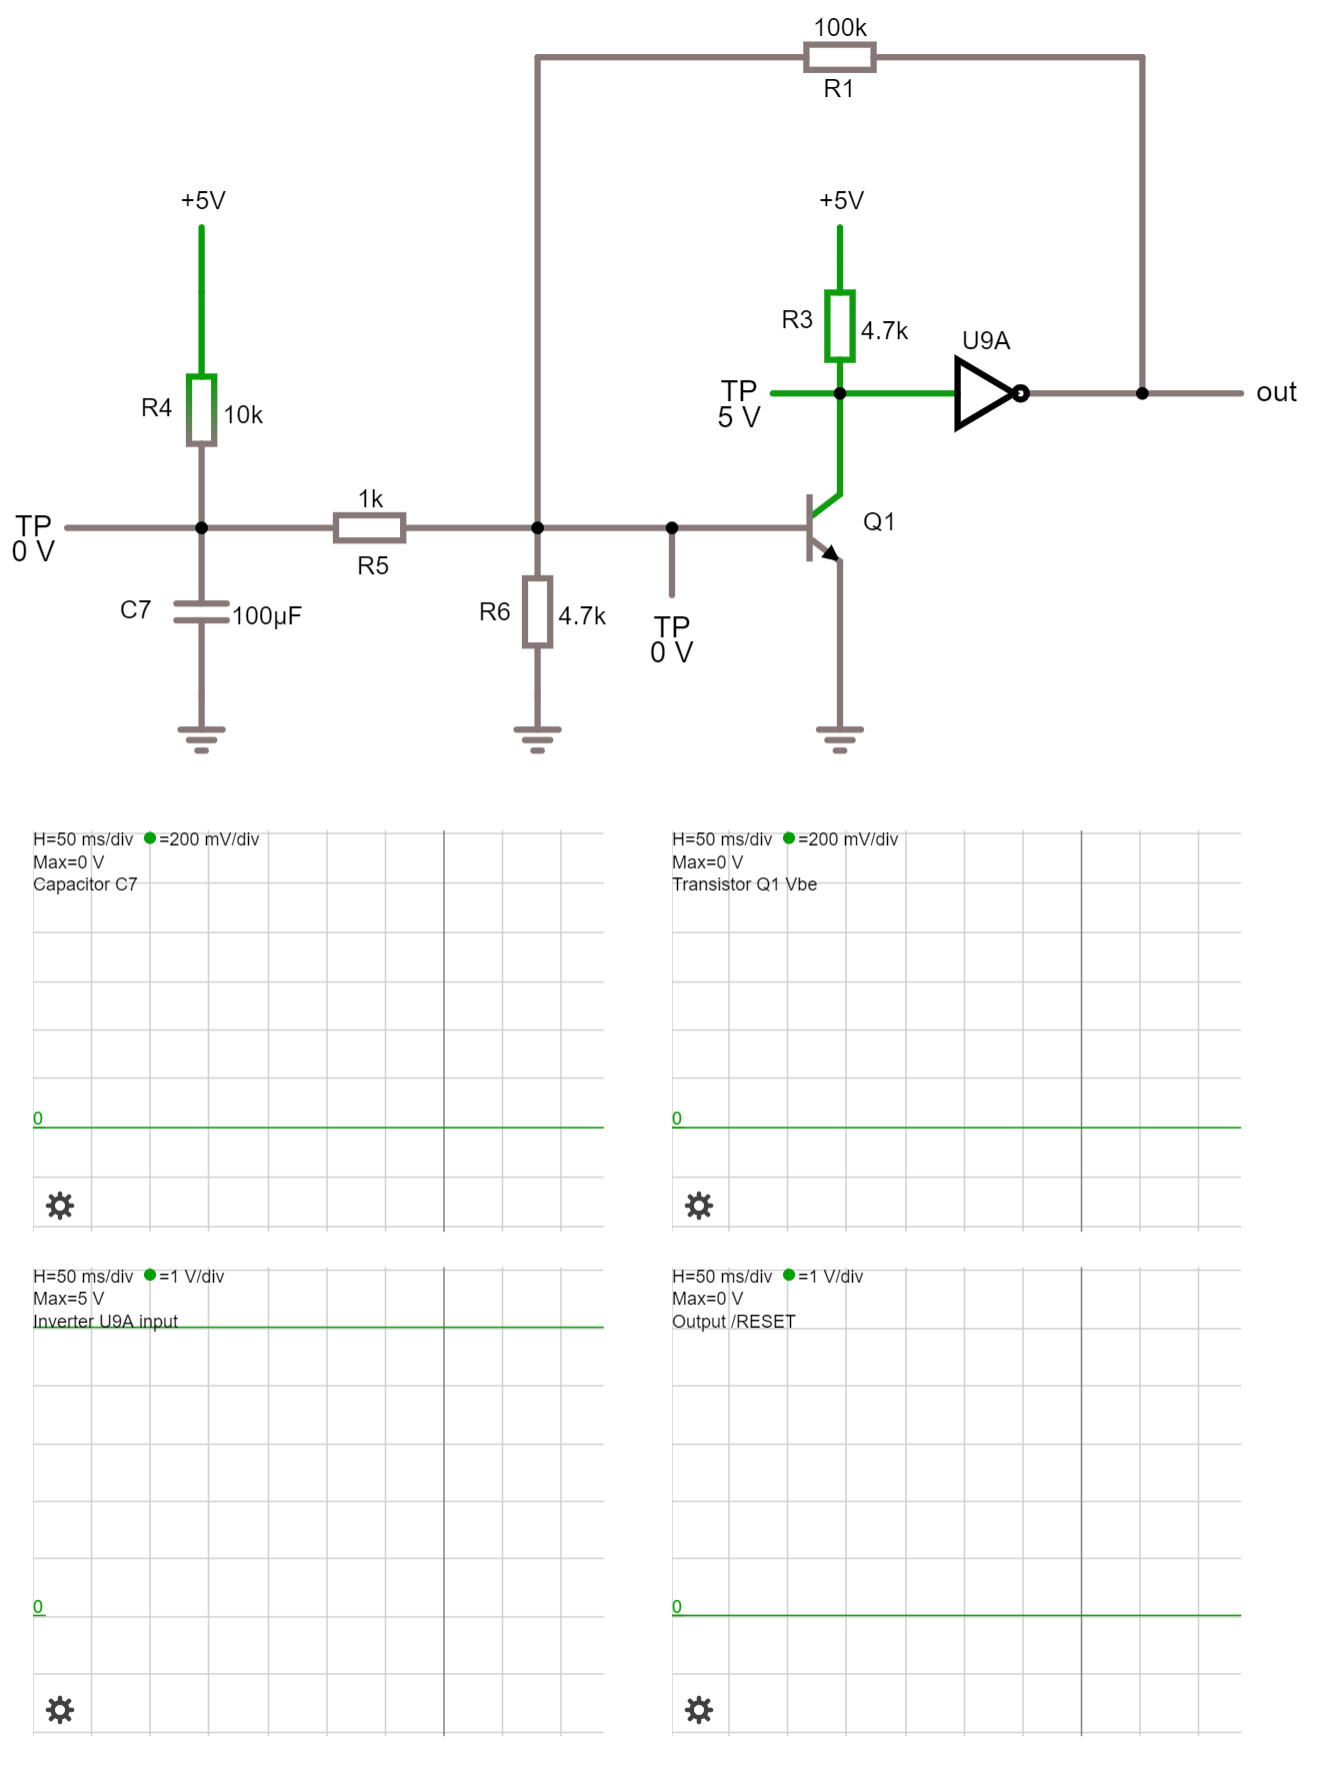 100k
R1
+5V
+5V
R3
4.7k
U9A
TP
5 V
out
R4
10k
1k
R5
TP
0 V
Q1
C7
100µF
R6
4.7k
TP
0 V
H=50 ms/div =200 mV/div
Max=0 V
Capacitor C7
0
H=50 ms/div =200 mV/div
Max=0 V
Transistor Q1 Vbe
0
H=50 ms/div =1 V/div
Max=5 V
Inverter U9A input
0
H=50 ms/div =1 V/div
Max=0 V
Output /RESET
0